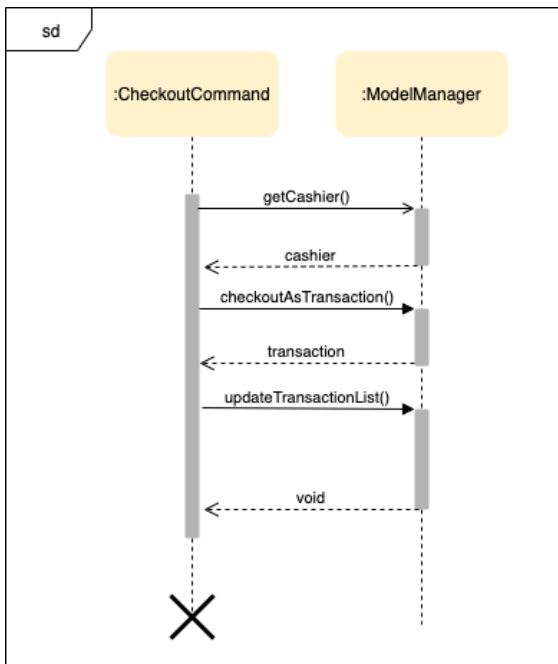 sd
:CheckoutCommand
:ModelManager
getCashier()
cashier
checkoutAsTransaction()
transaction
updateTransactionList()
void